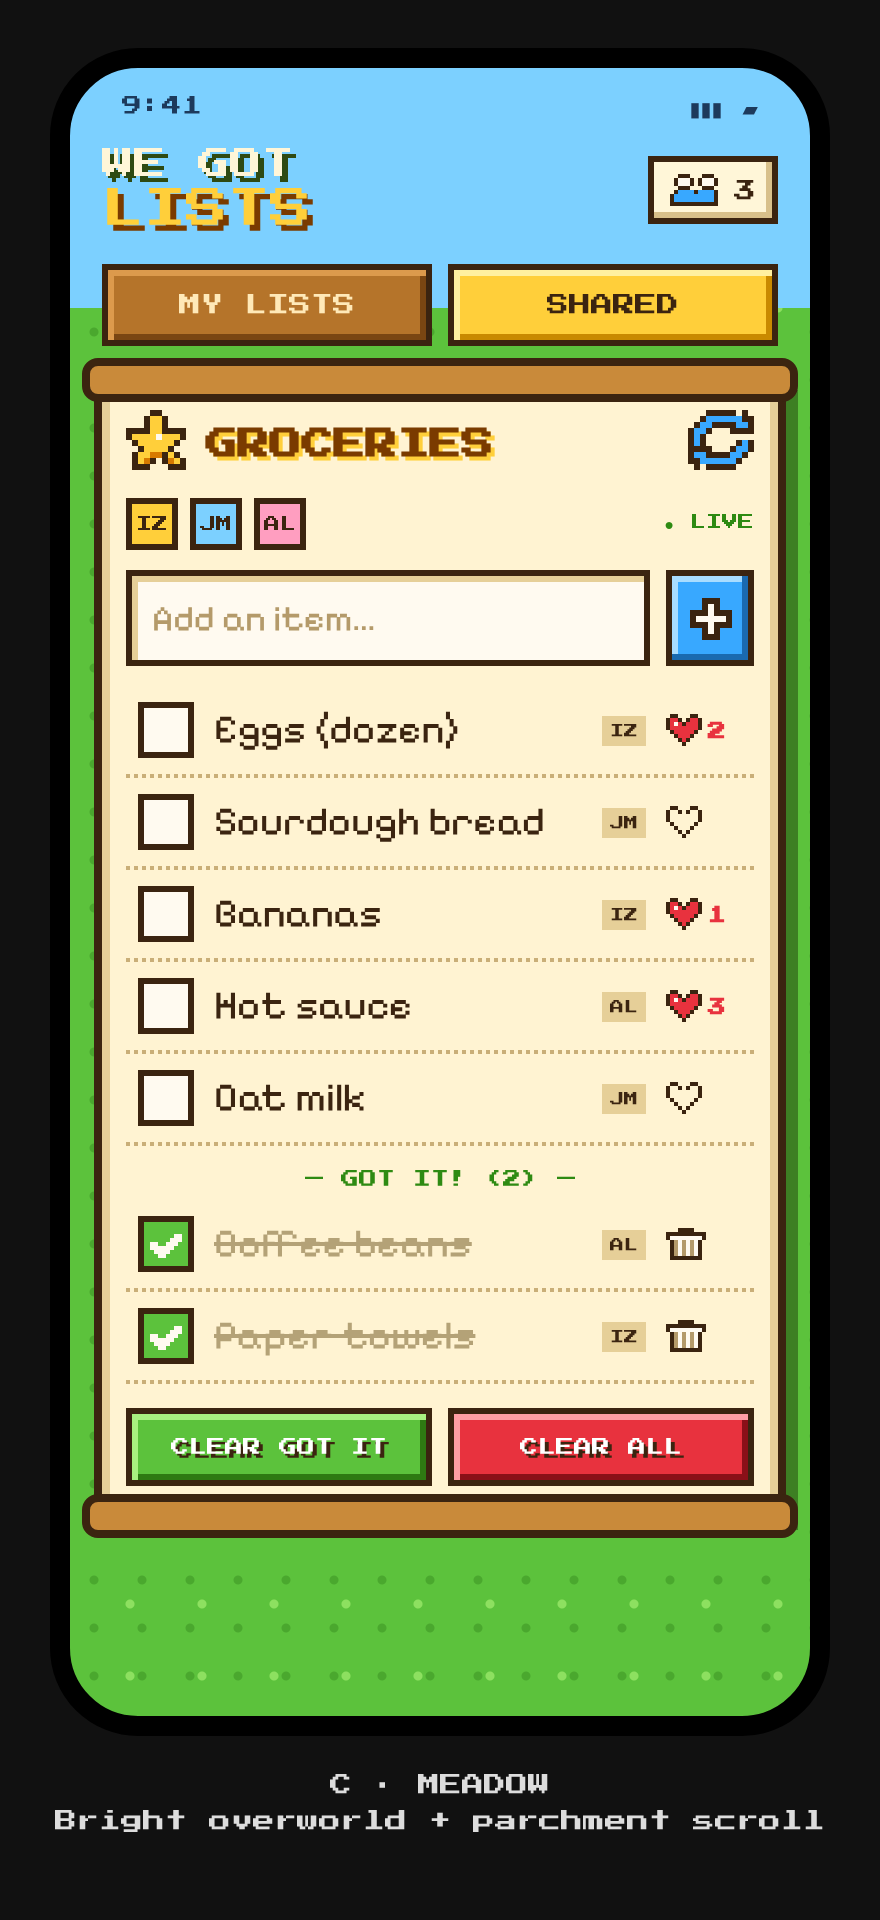 9:41
WE GOT
LISTS
3
MY LISTS
SHARED
GROCERIES
IZ JM AL
• LIVE
Add an item...
Eggs (dozen) IZ 2
Sourdough bread JM
Bananas IZ 1
Hot sauce AL 3
Oat milk JM
— GOT IT! (2) —
Coffee beans AL
Paper towels IZ
CLEAR GOT IT
CLEAR ALL
C · MEADOW
Bright overworld + parchment scroll